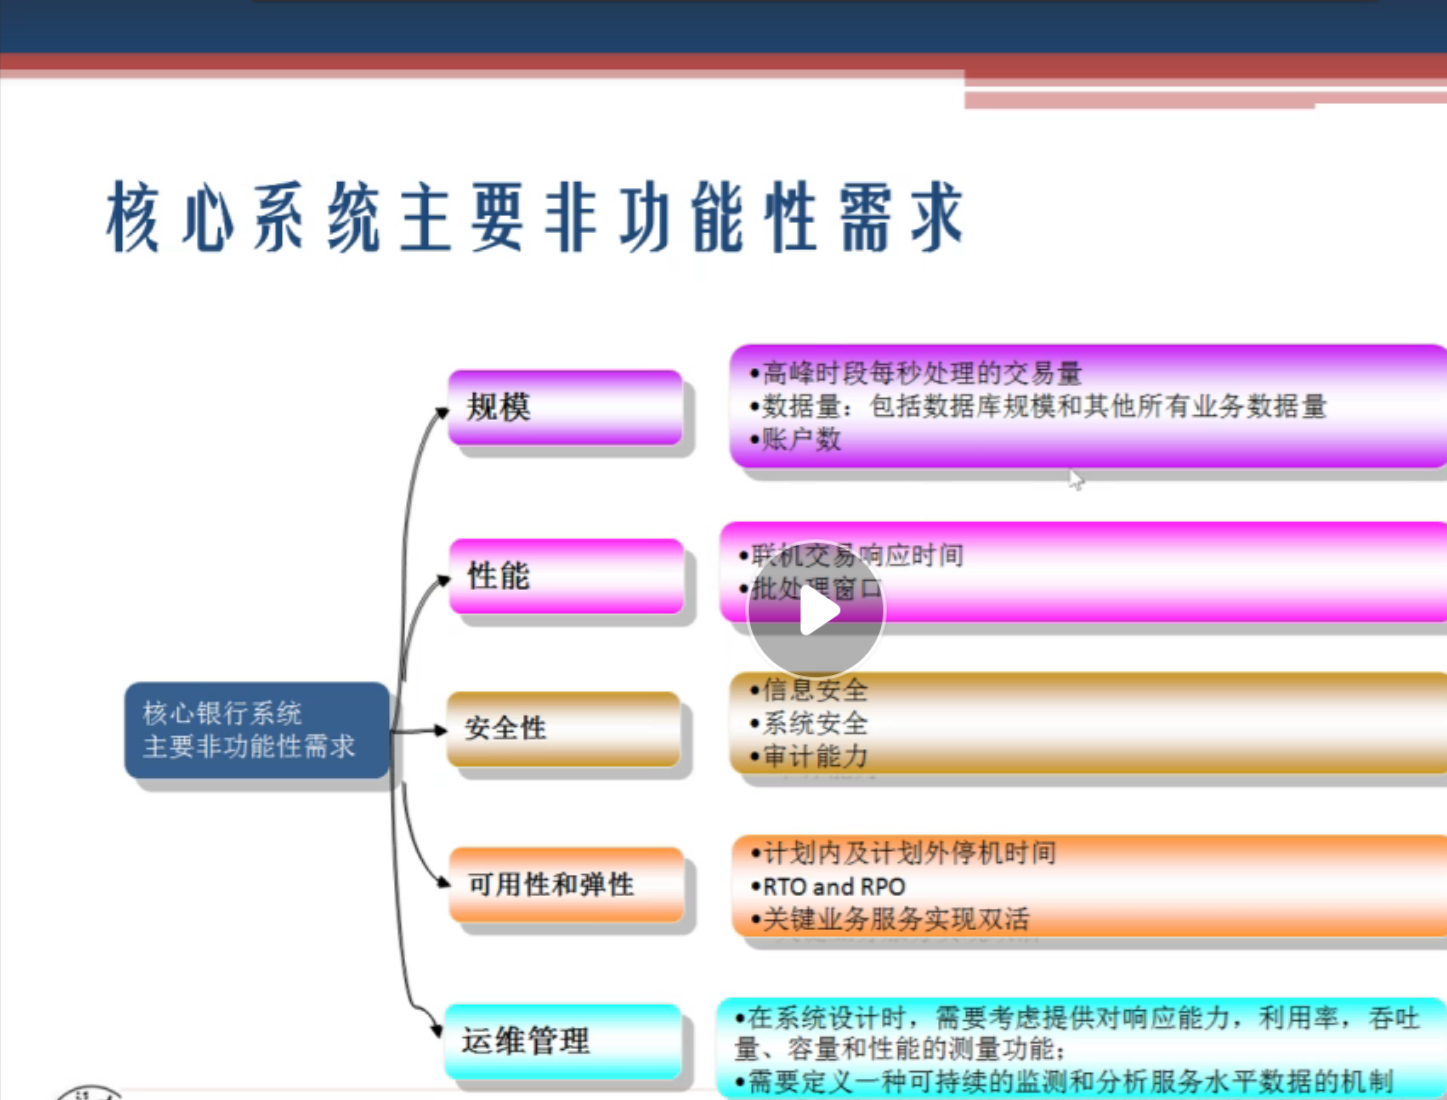 核心系统主要非功能性需求
核心银行系统
主要非功能性需求
规模
•高峰时段每秒处理的交易量
•数据量：包括数据库规模和其他所有业务数据量
•账户数
性能
•联机交易响应时间
•批处理窗口
安全性
•信息安全
•系统安全
•审计能力
可用性和弹性
•计划内及计划外停机时间
•RTO and RPO
•关键业务服务实现双活
运维管理
•在系统设计时，需要考虑提供对响应能力，利用率，吞吐
量、容量和性能的测量功能；
•需要定义一种可持续的监测和分析服务水平数据的机制